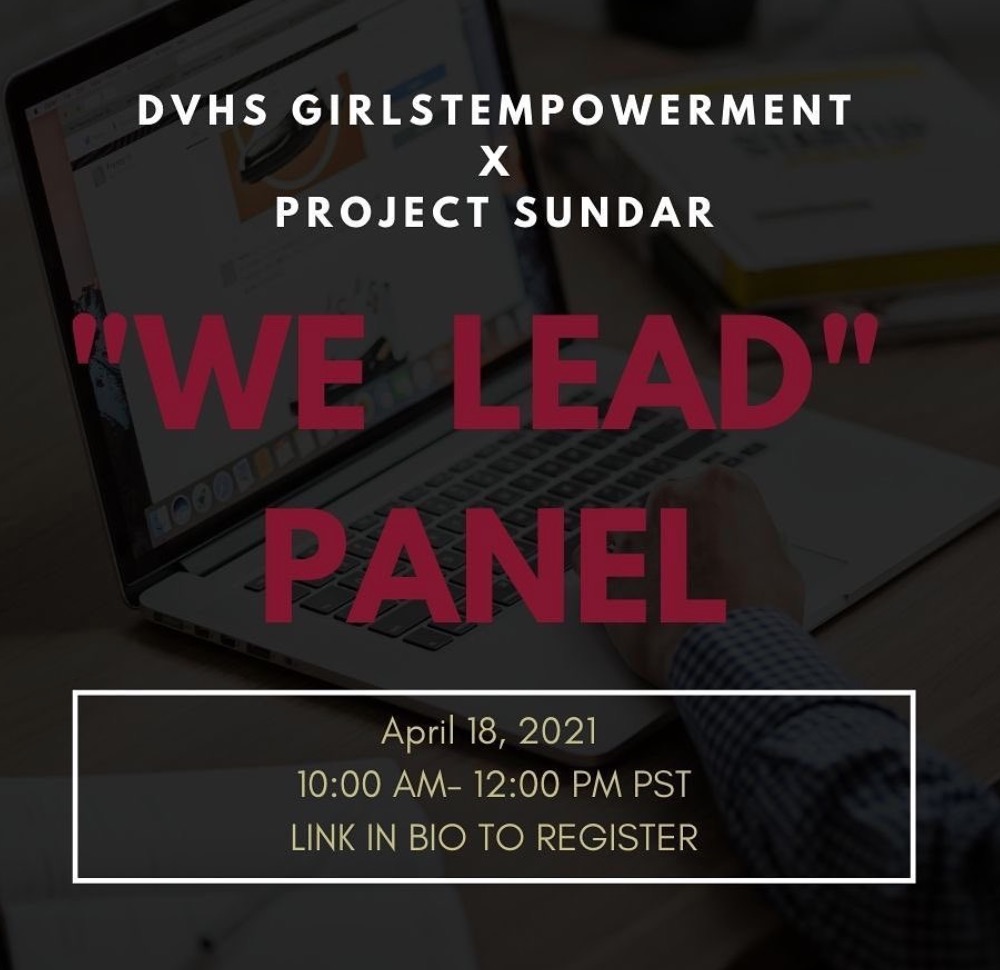 DVHS GIRLSTEMPOWERMENT
X
PROJECT SUNDAR
"WE LEAD"
PANEL
April 18, 2021
10:00 AM- 12:00 PM PST
LINK IN BIO TO REGISTER